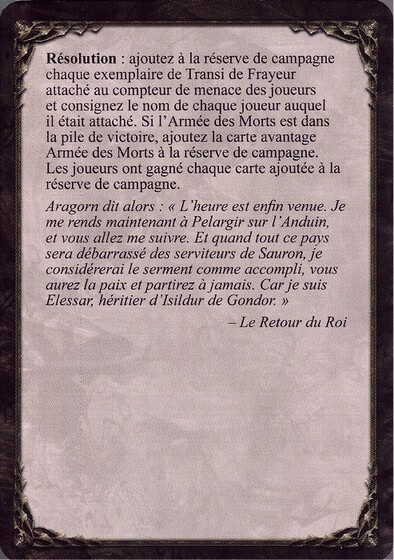 Résolution : ajoutez à la réserve de campagne
chaque exemplaire de Transi de Frayeur
attaché au compteur de menace des joueurs
et consignez le nom de chaque joueur auquel
il était attaché. Si l'Armée des Morts est dans
la pile de victoire, ajoutez la carte avantage
Armée des Morts à la réserve de campagne.
Les joueurs ont gagné chaque carte ajoutée à la
réserve de campagne.
Aragorn dit alors : « L'heure est enfin venue. Je
me rends maintenant à Pelargir sur l'Anduin,
et vous allez me suivre. Et quand tout ce pays
sera débarrassé des serviteurs de Sauron, je
considérerai le serment comme accompli, vous
aurez la paix et partirez à jamais. Car je suis
Elessar, héritier d'Isildur de Gondor. »
– Le Retour du Roi